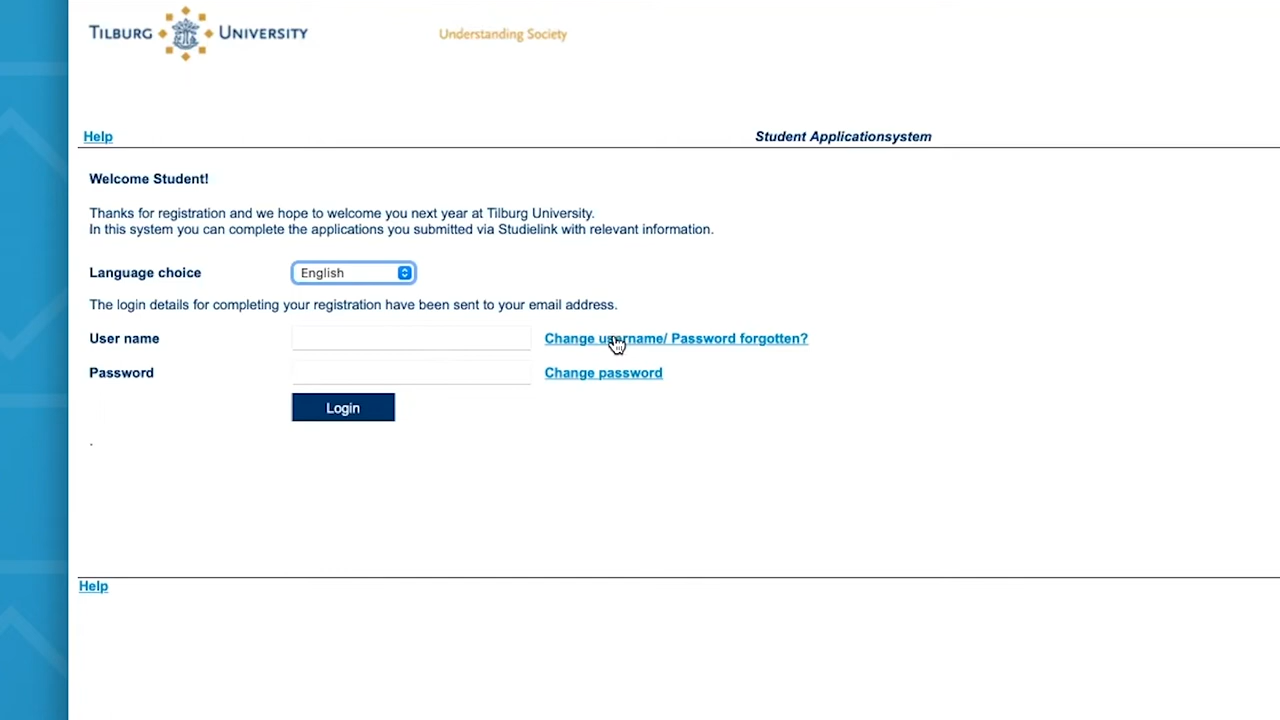 TILBURG UNIVERSITY
Understanding Society
Help
Student Applicationsystem
Welcome Student!
Thanks for registration and we hope to welcome you next year at Tilburg University.
In this system you can complete the applications you submitted via Studielink with relevant information.
Language choice
English
The login details for completing your registration have been sent to your email address.
User name
Change username/ Password forgotten?
Password
Change password
Login
.
Help